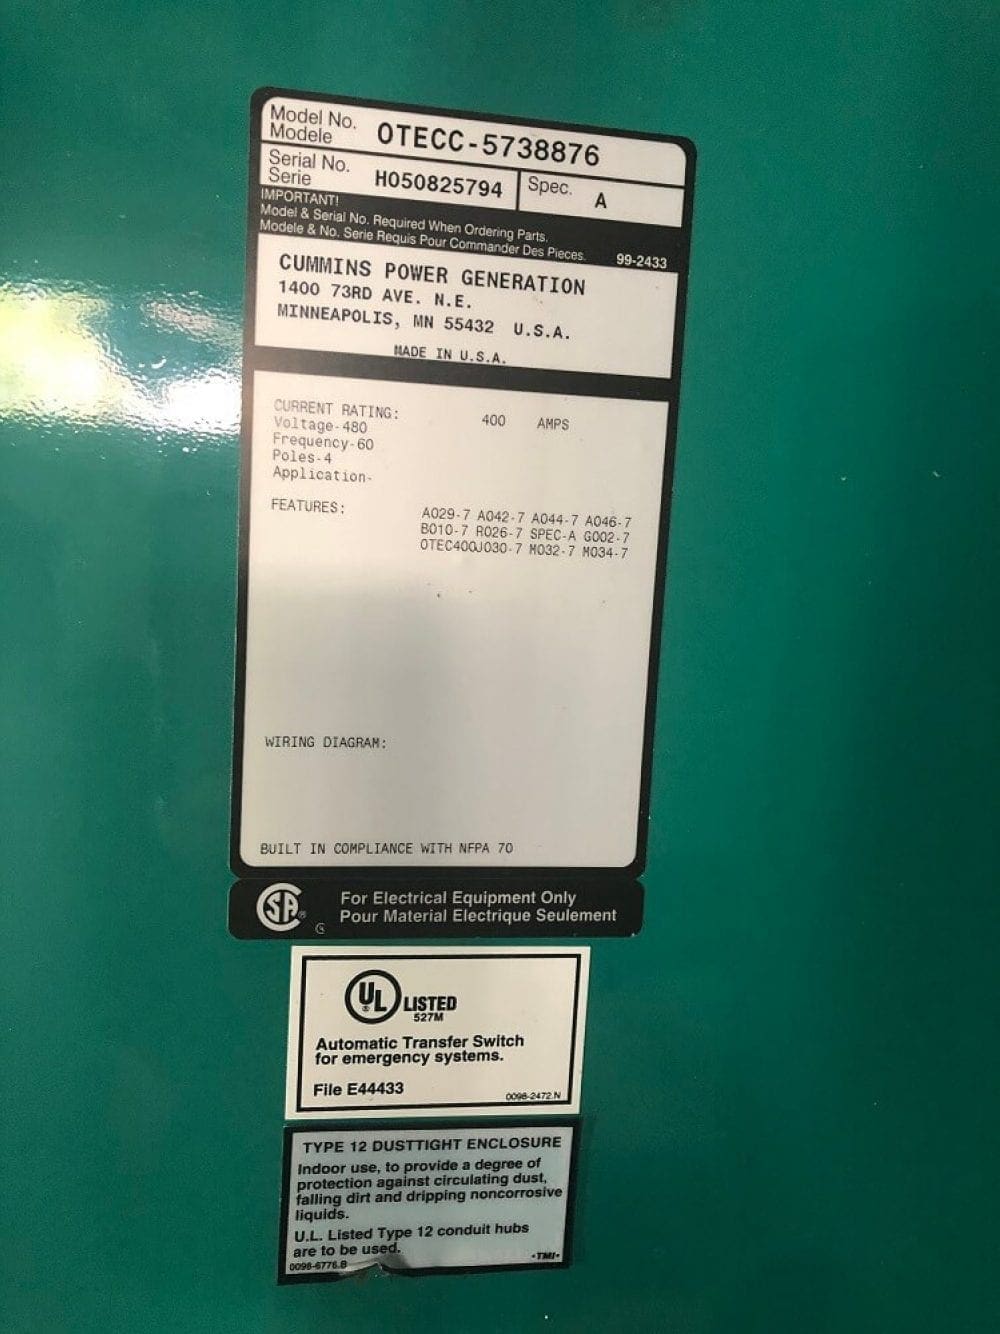 Model No.
Modele
OTECC-5738876
Serial No.
Serie
H050825794
Spec.
A
IMPORTANT!
Model & Serial No. Required When Ordering Parts.
Modele & No. Serie Requis Pour Commander Des Pieces.
99-2433
CUMMINS POWER GENERATION
1400 73RD AVE. N.E.
MINNEAPOLIS, MN 55432 U.S.A.
MADE IN U.S.A.
CURRENT RATING: 400 AMPS
Voltage-480
Frequency-60
Poles-4
Application-
FEATURES: A029-7 A042-7 A044-7 A046-7
B010-7 R026-7 SPEC-A G002-7
OTEC400J030-7 M032-7 M034-7
WIRING DIAGRAM:
BUILT IN COMPLIANCE WITH NFPA 70
SA ®
For Electrical Equipment Only
Pour Material Electrique Seulement
UL ® LISTED
527M
Automatic Transfer Switch
for emergency systems.
File E44433
0098-2472.N
TYPE 12 DUSTTIGHT ENCLOSURE
Indoor use, to provide a degree of
protection against circulating dust,
falling dirt and dripping noncorrosive
liquids.
U.L. Listed Type 12 conduit hubs
are to be used.
-TMI-
0098-6776.B